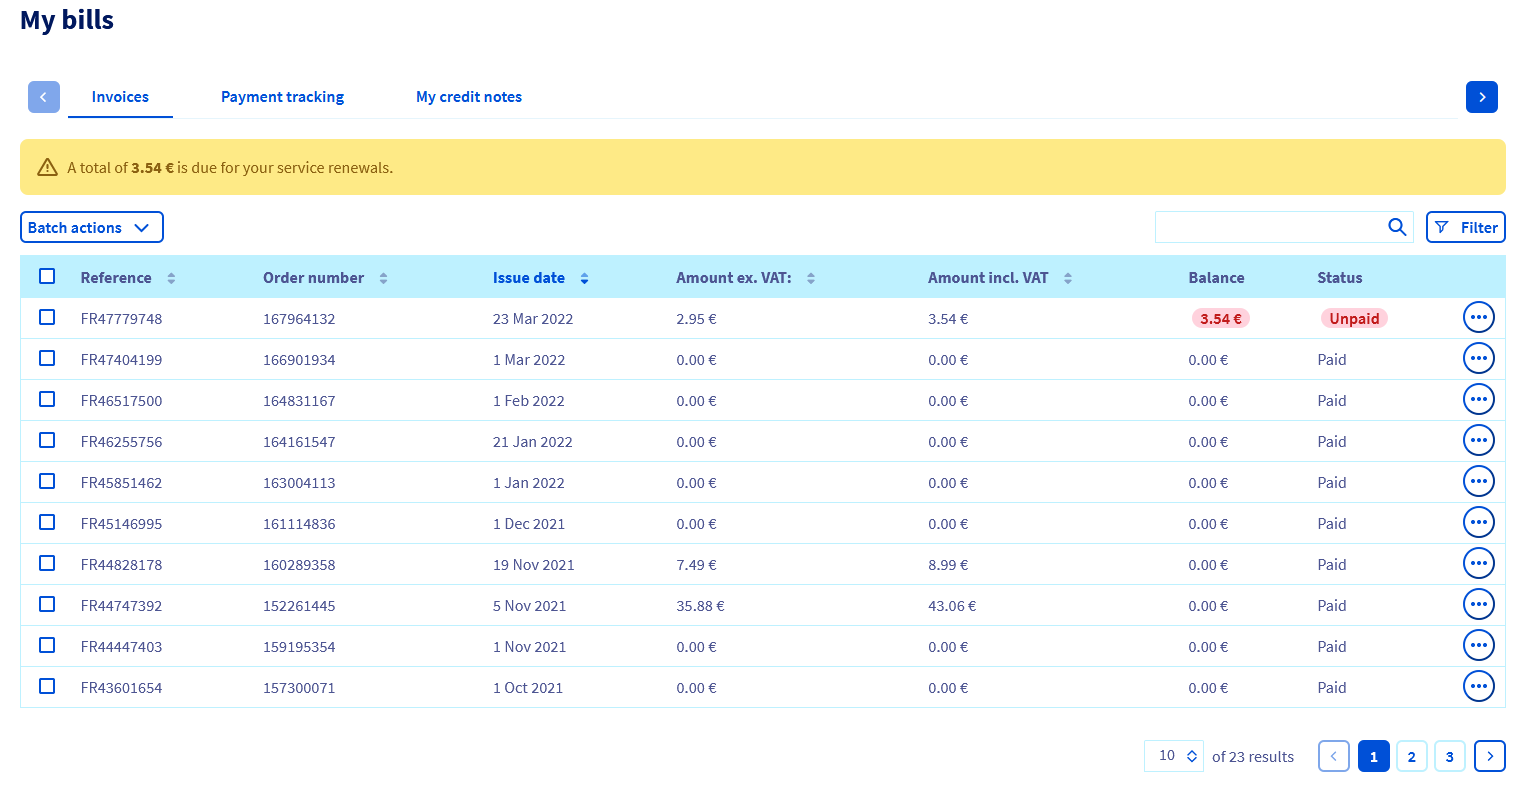 My bills
Invoices Payment tracking My credit notes
A total of 3.54 € is due for your service renewals.
Batch actions Filter
Reference Order number Issue date Amount ex. VAT: Amount incl. VAT Balance Status
FR47779748 167964132 23 Mar 2022 2.95 € 3.54 € 3.54 € Unpaid
FR47404199 166901934 1 Mar 2022 0.00 € 0.00 € 0.00 € Paid
FR46517500 164831167 1 Feb 2022 0.00 € 0.00 € 0.00 € Paid
FR46255756 164161547 21 Jan 2022 0.00 € 0.00 € 0.00 € Paid
FR45851462 163004113 1 Jan 2022 0.00 € 0.00 € 0.00 € Paid
FR45146995 161114836 1 Dec 2021 0.00 € 0.00 € 0.00 € Paid
FR44828178 160289358 19 Nov 2021 7.49 € 8.99 € 0.00 € Paid
FR44747392 152261445 5 Nov 2021 35.88 € 43.06 € 0.00 € Paid
FR44447403 159195354 1 Nov 2021 0.00 € 0.00 € 0.00 € Paid
FR43601654 157300071 1 Oct 2021 0.00 € 0.00 € 0.00 € Paid
10 of 23 results 1 2 3